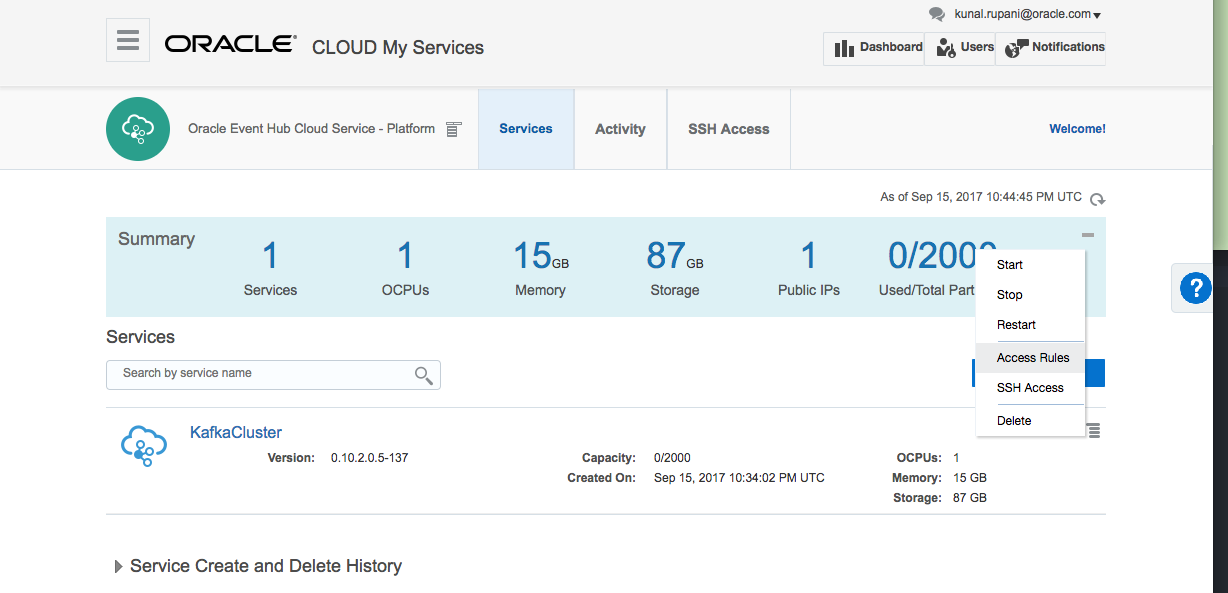 kunal.rupani@oracle.com
ORACLE CLOUD My Services
Dashboard Users Notifications
Oracle Event Hub Cloud Service - Platform
Services Activity SSH Access
Welcome!
As of Sep 15, 2017 10:44:45 PM UTC
Summary
1 1 15 GB 87 GB 1 0/2000
Services OCPUs Memory Storage Public IPs Used/Total Part
Start
Stop
Restart
Access Rules
SSH Access
Delete
Services
Search by service name
KafkaCluster
Version: 0.10.2.0.5-137
Capacity: 0/2000
Created On: Sep 15, 2017 10:34:02 PM UTC
OCPUs: 1
Memory: 15 GB
Storage: 87 GB
Service Create and Delete History
?